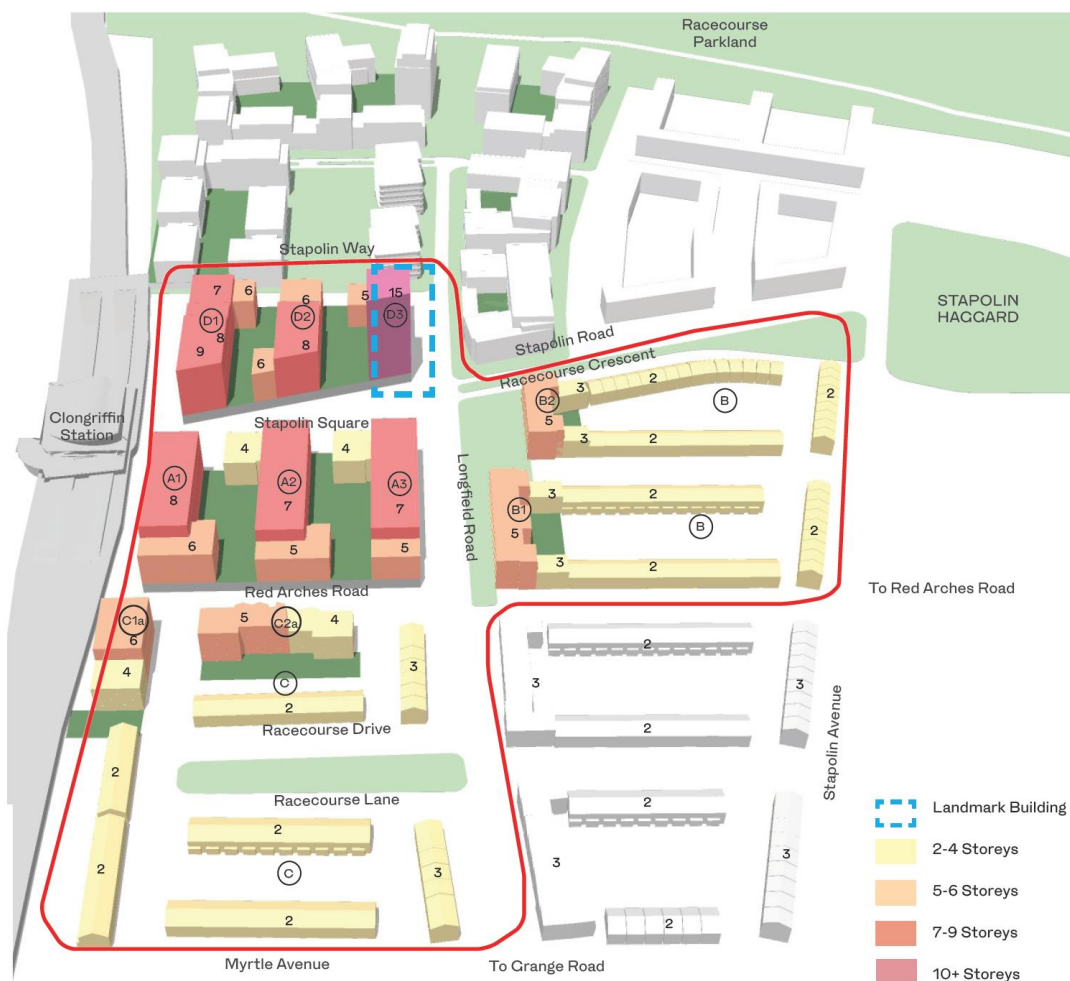 Racecourse
Parkland
Stapolin Way
7
6
6
5
15
D1
8
D2
D3
9
8
6
STAPOLIN
HAGGARD
Stapolin Road
Racecourse Crescent
Clongriffin
Station
Stapolin Square
B2
3
2
B
2
5
3
2
4
4
A1
8
A2
7
A3
7
Longfield Road
3
2
B1
5
B
2
6
5
5
3
2
Red Arches Road
To Red Arches Road
C1a
6
5
C2a
4
3
4
C
2
Racecourse Drive
2
3
3
2
Stapolin Avenue
2
Racecourse Lane
2
2
3
C
2
2
3
3
2
Myrtle Avenue
To Grange Road
Landmark Building
2-4 Storeys
5-6 Storeys
7-9 Storeys
10+ Storeys